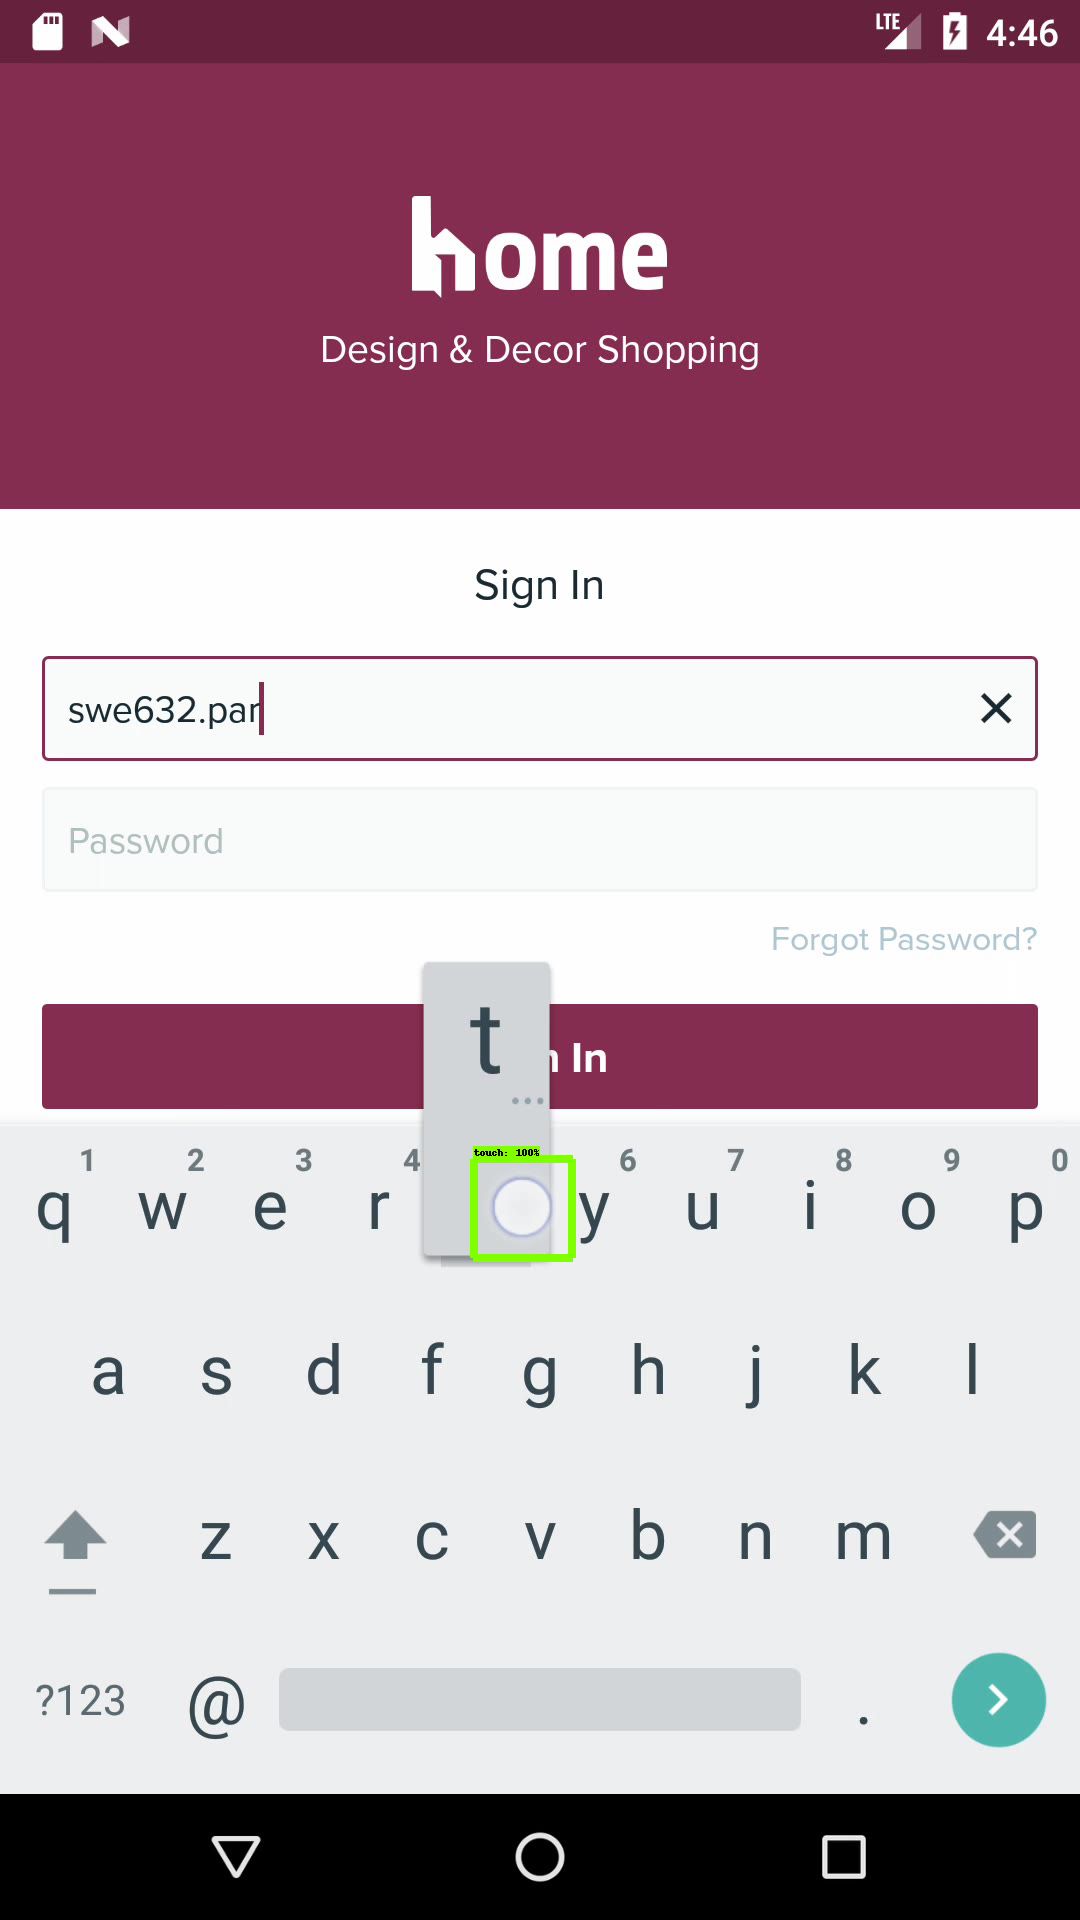 LTE 4:46
home
Design & Decor Shopping
Sign In
swe632.par
Password
Forgot Password?
t
n In
...
touch: 100%
1 2 3 4 6 7 8 9 0
q w e r y u i o p
a s d f g h j k l
z x c v b n m
?123 @ .